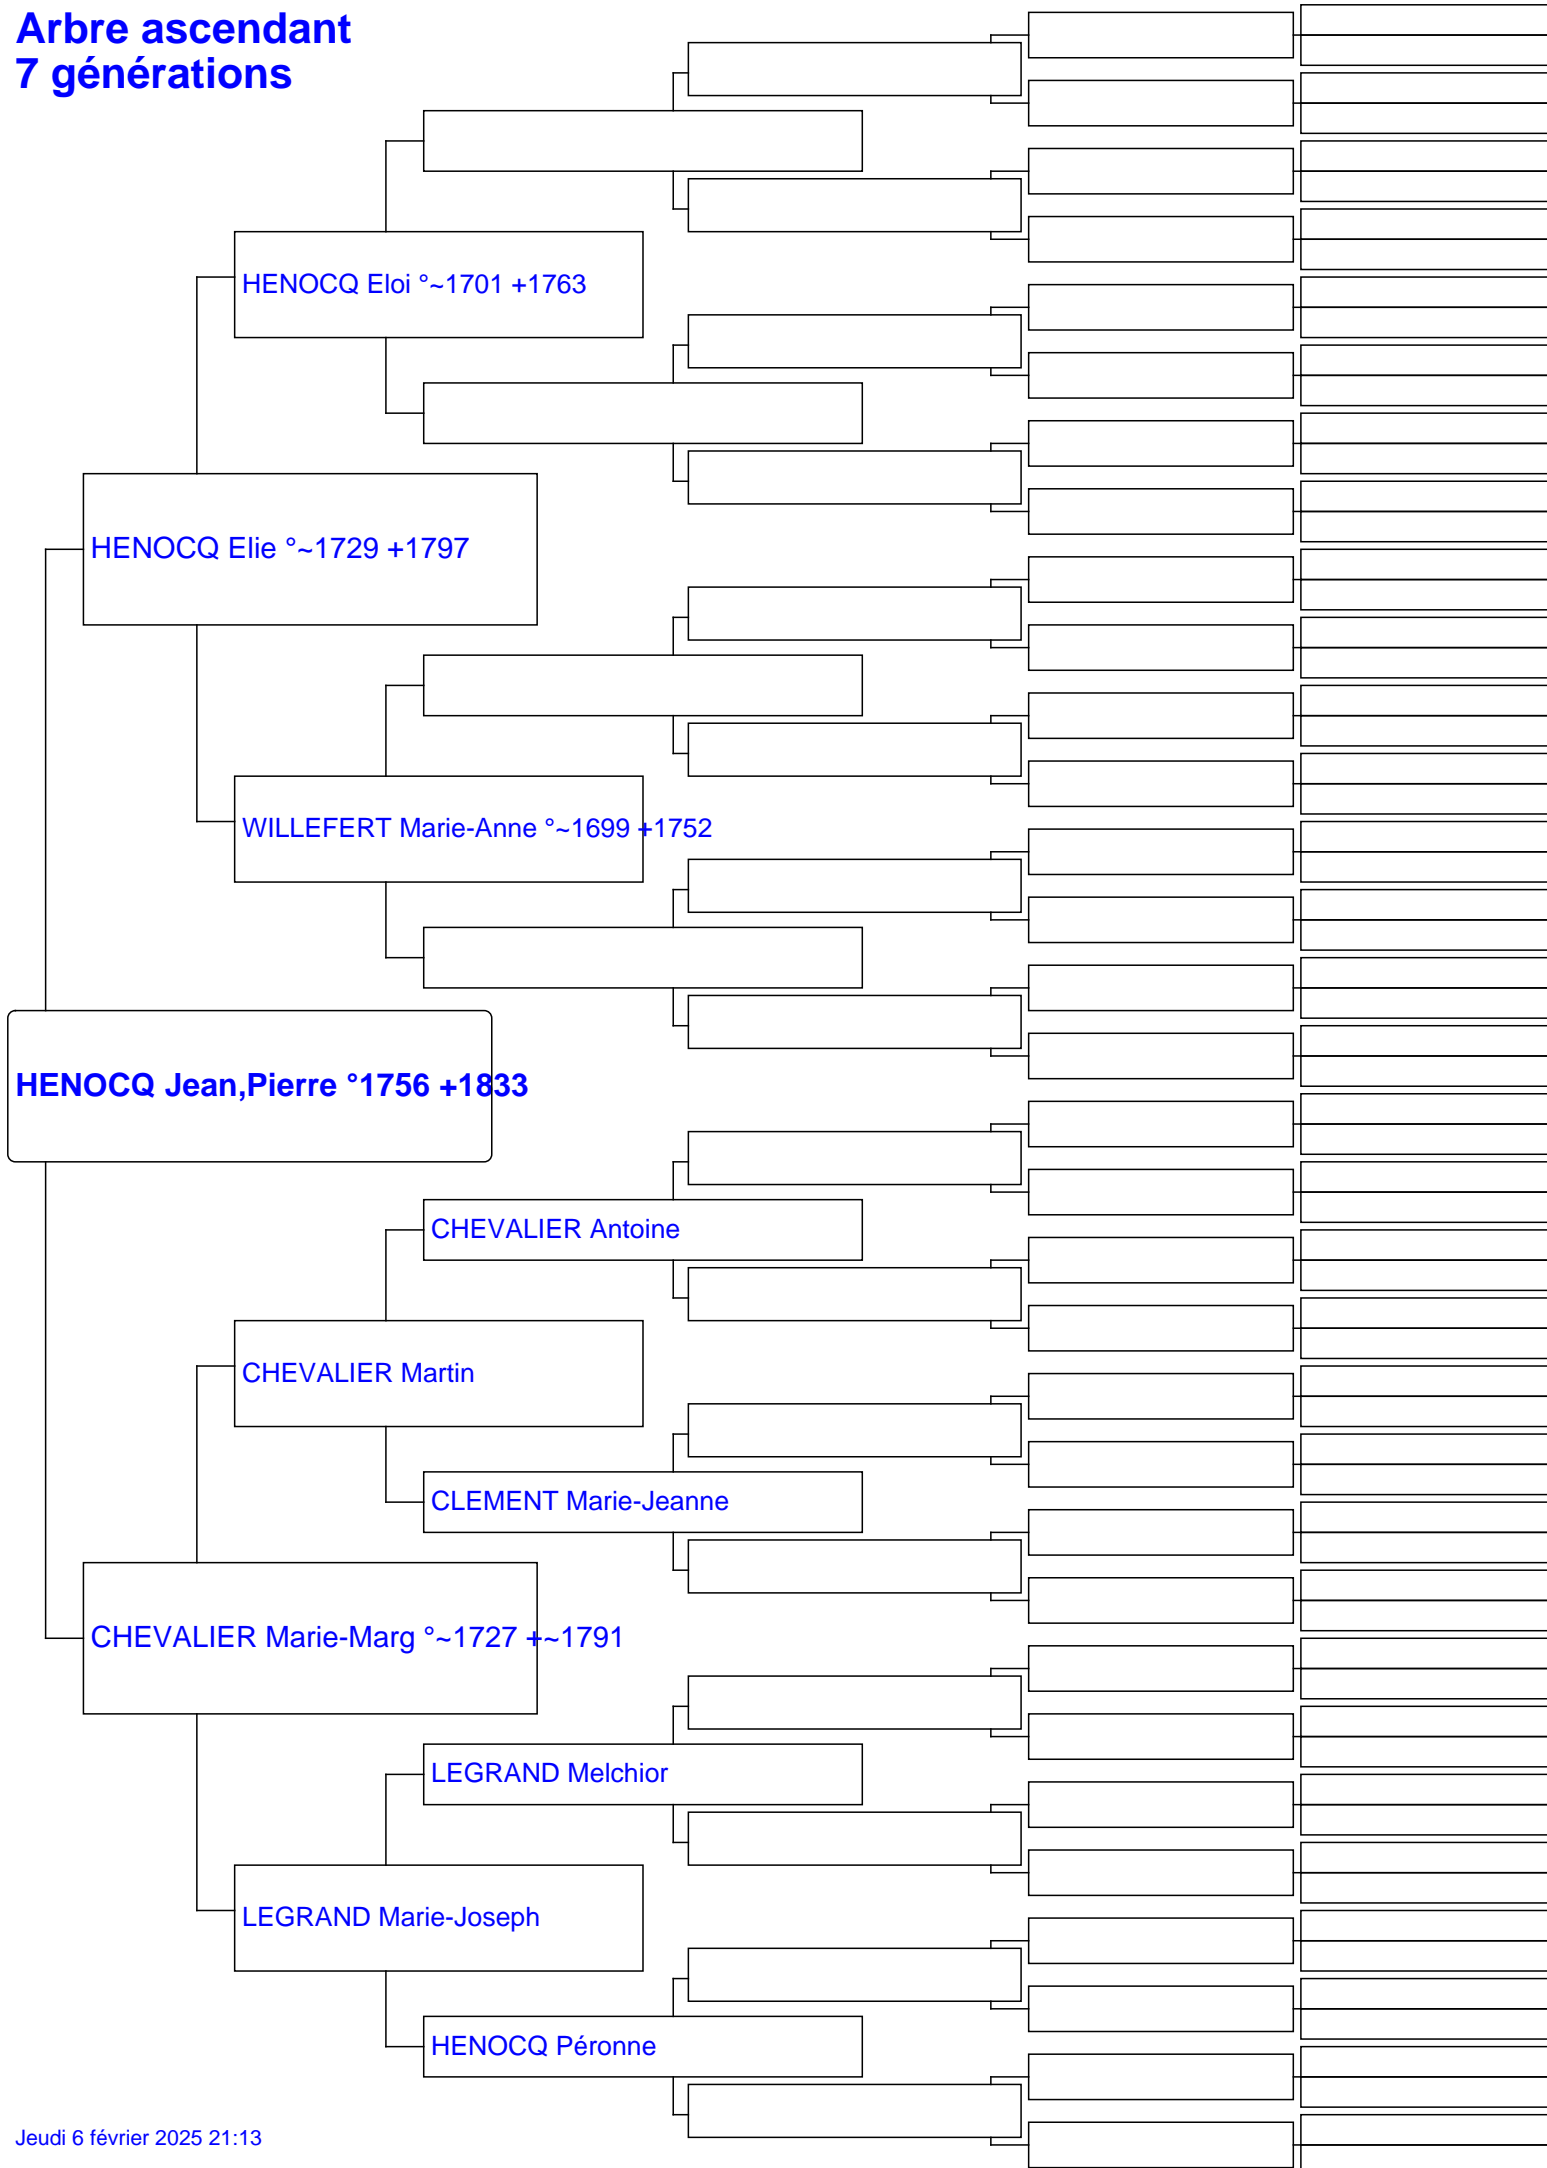 Arbre ascendant
7 générations
HENOCQ Eloi °~1701 +1763
HENOCQ Elie °~1729 +1797
WILLEFERT Marie-Anne °~1699 +1752
HENOCQ Jean,Pierre °1756 +1833
CHEVALIER Antoine
CHEVALIER Martin
CLEMENT Marie-Jeanne
CHEVALIER Marie-Marg °~1727 +~1791
LEGRAND Melchior
LEGRAND Marie-Joseph
HENOCQ Péronne
Jeudi 6 février 2025 21:13